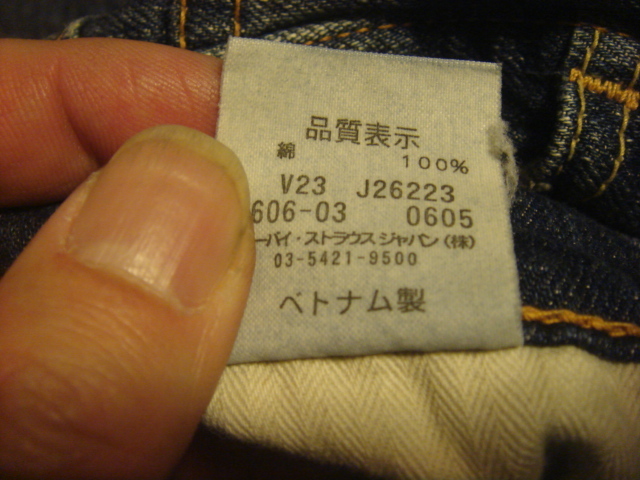 品質表示
綿 100%
V23 J26223
606-03 0605
ーバイ・ストラウスジャパン(株)
03-5421-9500
ベトナム製